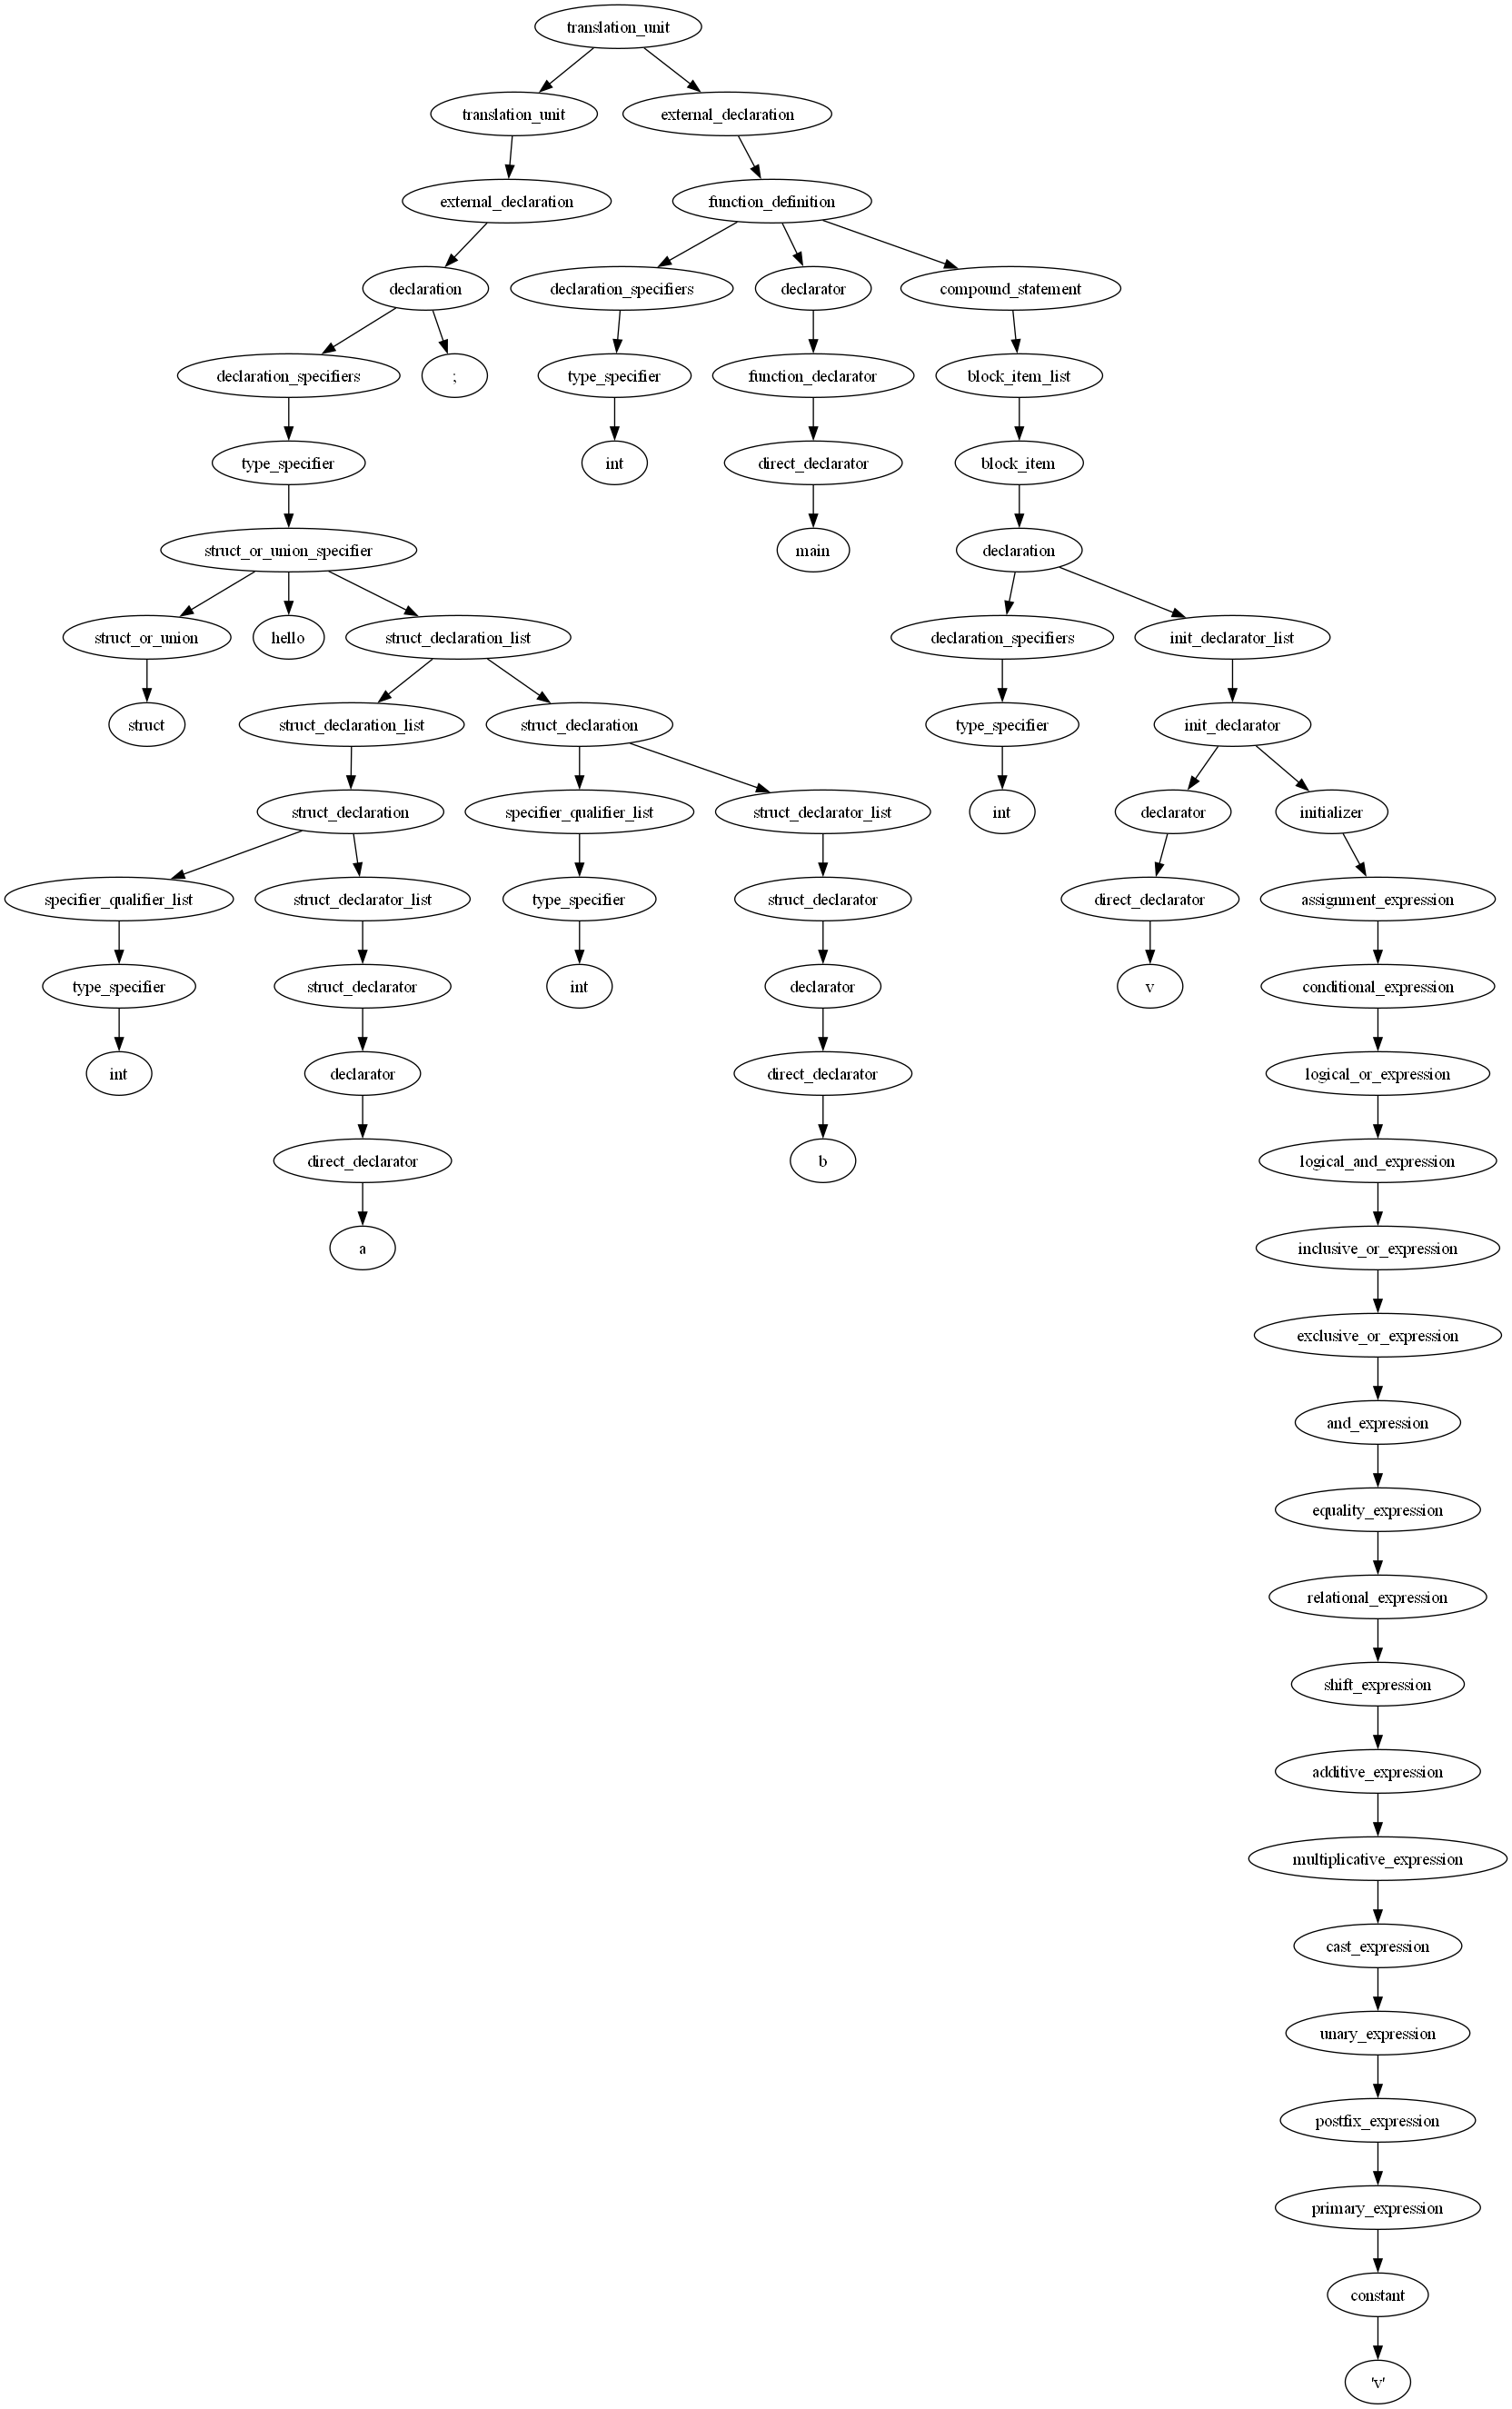 translation_unit
translation_unit external_declaration
external_declaration function_definition
declaration declaration_specifiers declarator compound_statement
declaration_specifiers ; type_specifier function_declarator block_item_list
type_specifier int direct_declarator block_item
struct_or_union_specifier main declaration
struct_or_union hello struct_declaration_list declaration_specifiers init_declarator_list
struct struct_declaration_list struct_declaration type_specifier init_declarator
struct_declaration specifier_qualifier_list struct_declarator_list int declarator initializer
specifier_qualifier_list struct_declarator_list type_specifier struct_declarator direct_declarator assignment_expression
type_specifier struct_declarator int declarator v conditional_expression
int declarator direct_declarator logical_or_expression
direct_declarator b logical_and_expression
a inclusive_or_expression
exclusive_or_expression
and_expression
equality_expression
relational_expression
shift_expression
additive_expression
multiplicative_expression
cast_expression
unary_expression
postfix_expression
primary_expression
constant
'v'